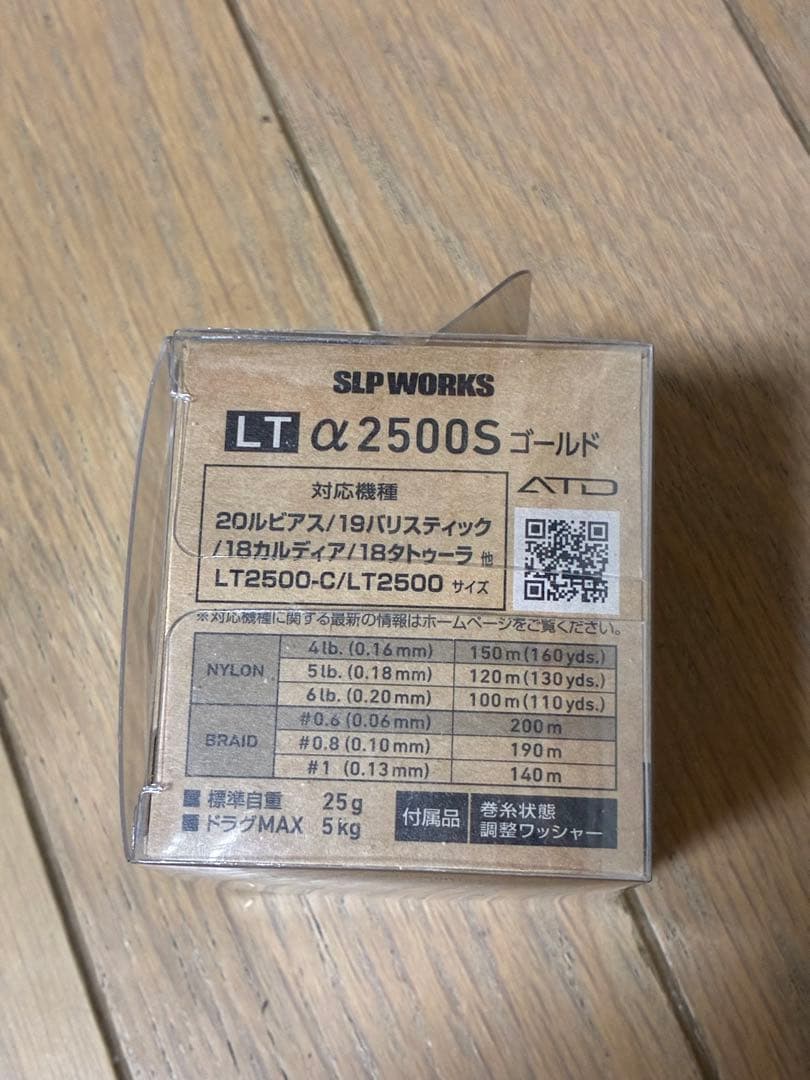 SLP WORKS
LT α2500S ゴールド
対応機種
ATD
20ルビアス/19バリスティック
/18カルディア/18タトゥーラ 他
LT2500-C/LT2500 サイズ
※対応機種に関する最新の情報はホームページをご覧ください。
NYLON
4lb. (0.16mm) 150m(160yds.)
5lb. (0.18mm) 120m(130yds.)
6lb. (0.20mm) 100m(110yds.)
BRAID
#0.6 (0.06mm) 200m
#0.8 (0.10mm) 190m
#1 (0.13mm) 140m
■ 標準自重 25g
■ ドラグMAX 5kg
付属品 巻糸状態
調整ワッシャー